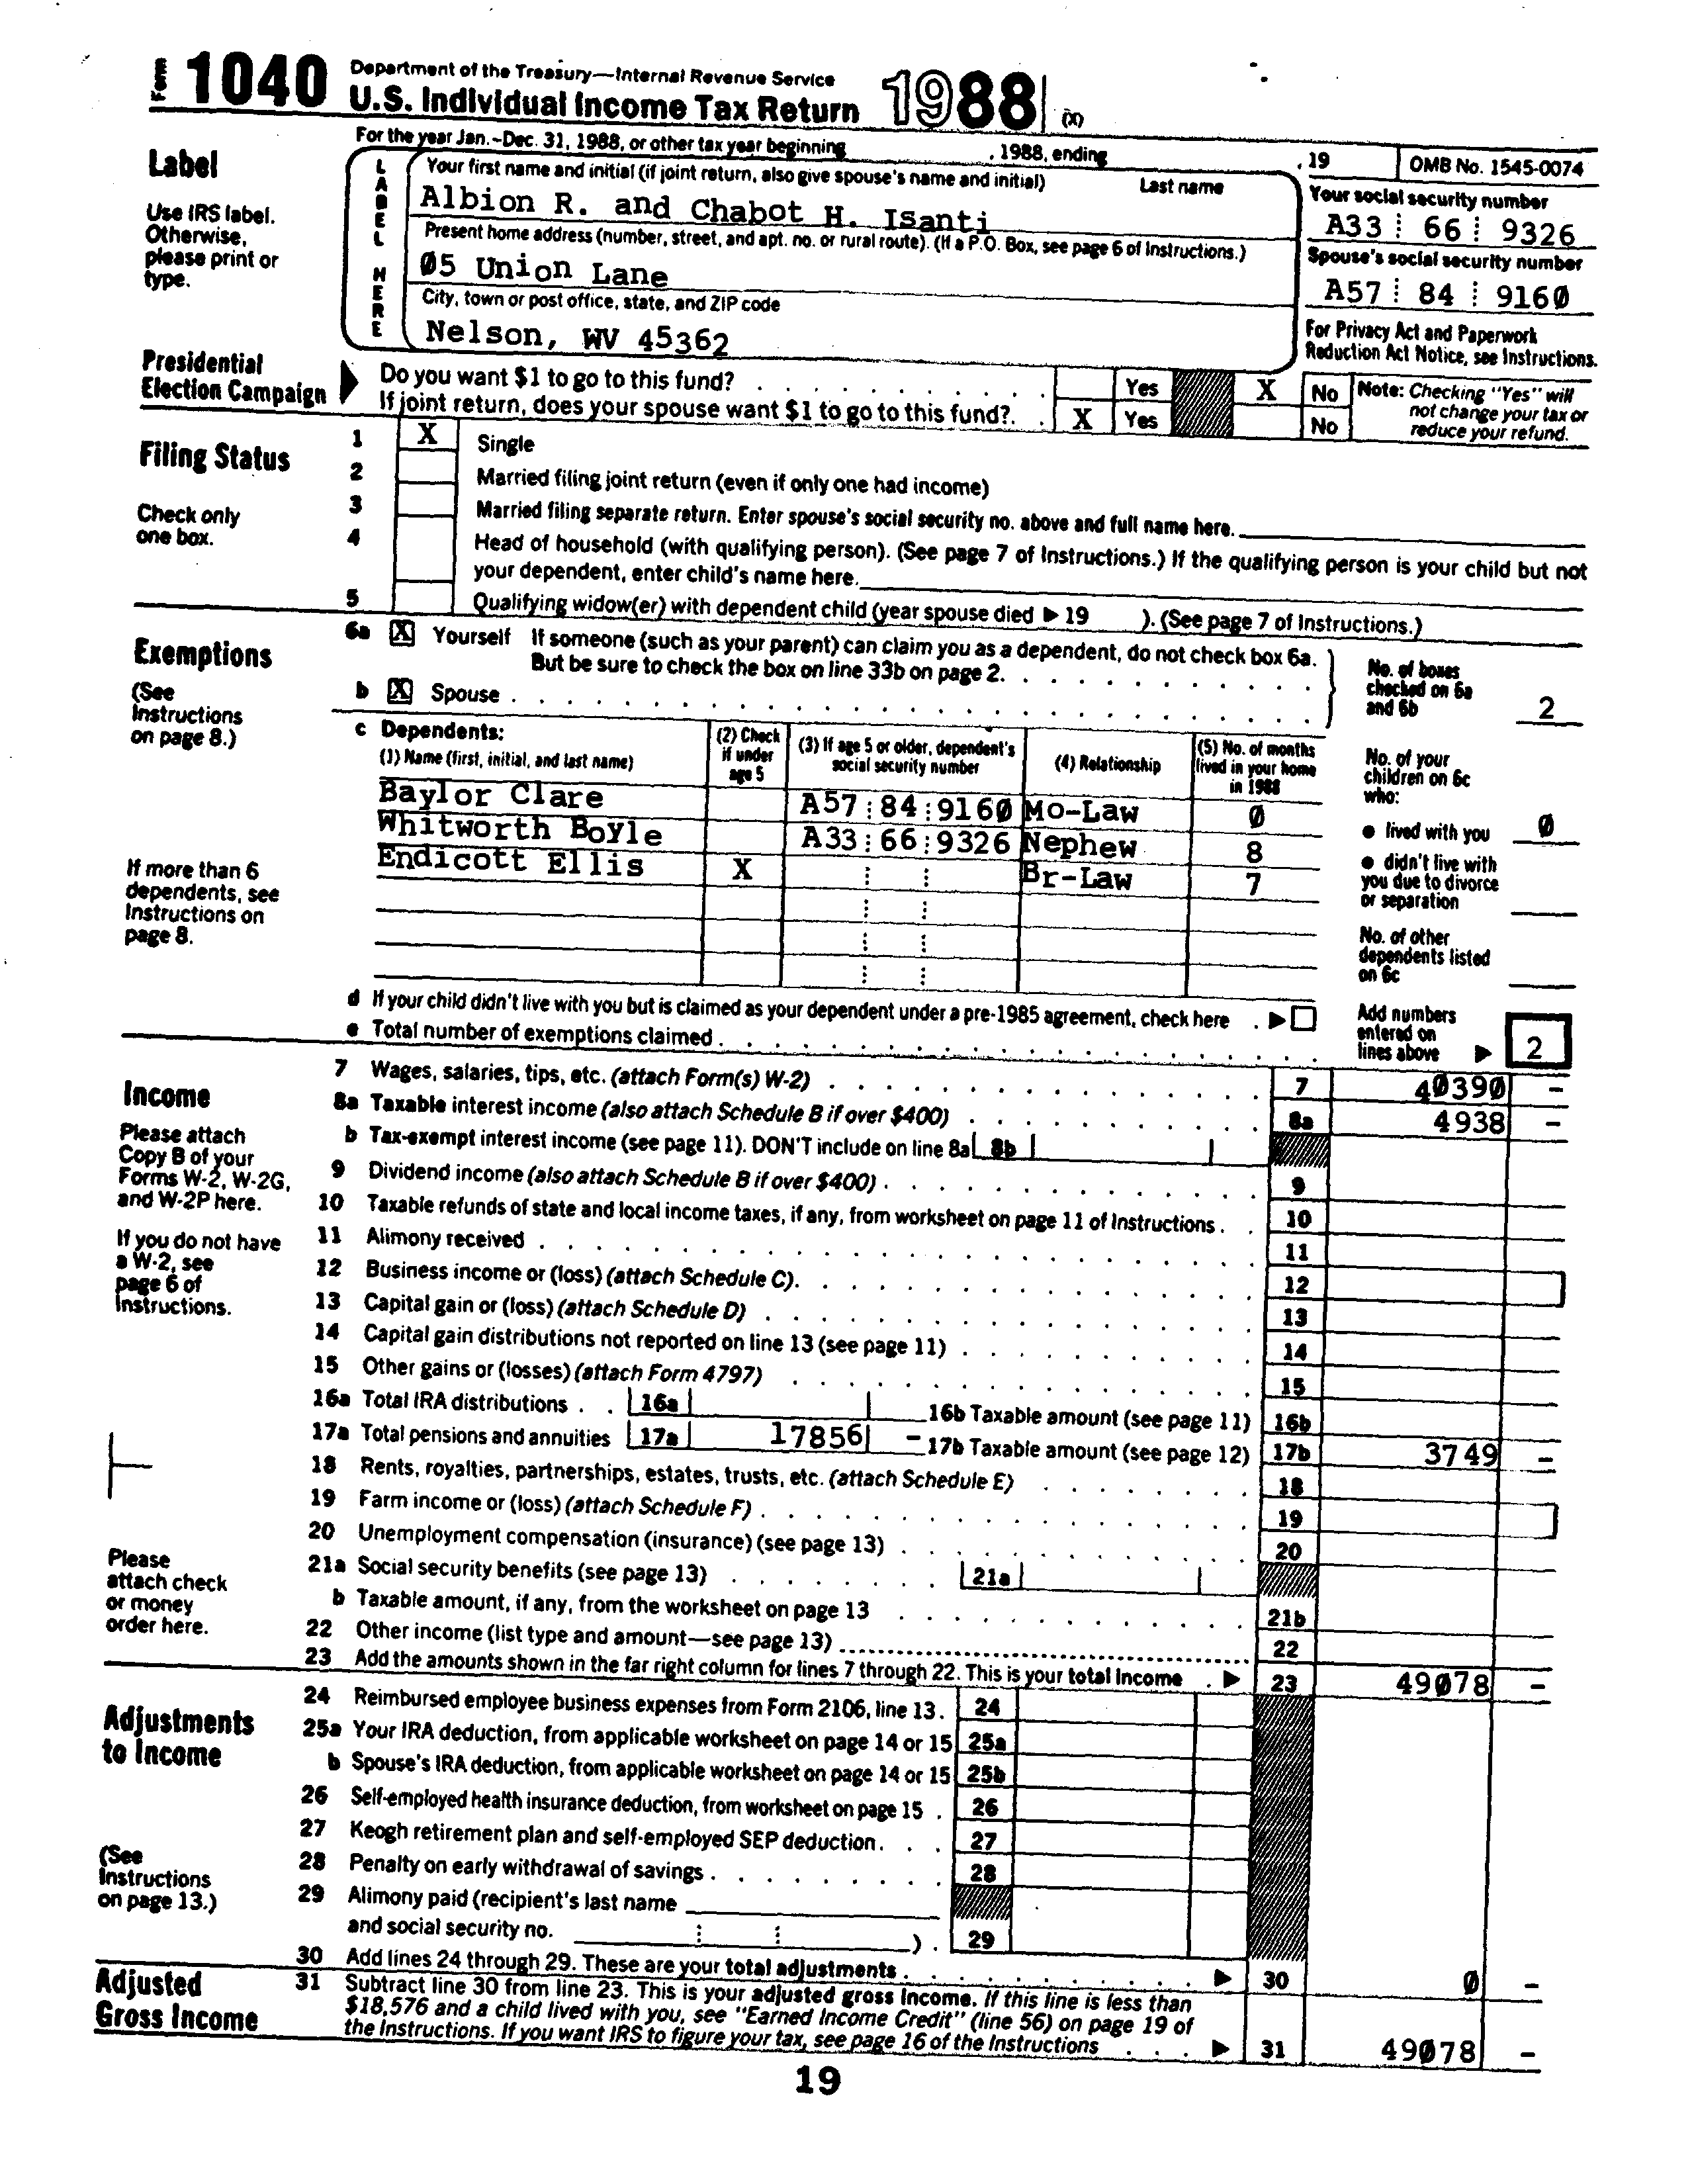 Form 1040 Department of the Treasury—Internal Revenue Service
U.S. Individual Income Tax Return 1988 (X)
For the year Jan.–Dec. 31, 1988, or other tax year beginning , 1988, ending , 19 OMB No. 1545-0074
Label
Use IRS label.
Otherwise,
please print or
type.
LABEL HERE
Your first name and initial (if joint return, also give spouse's name and initial) Last name
Albion R. and Chabot H. Isanti
Your social security number
A33 66 9326
Present home address (number, street, and apt. no. or rural route). (If a P.O. Box, see page 6 of Instructions.)
05 Union Lane
Spouse's social security number
A57 84 9160
City, town or post office, state, and ZIP code
Nelson, WV 45362
For Privacy Act and Paperwork
Reduction Act Notice, see Instructions.
Presidential
Election Campaign
Do you want $1 to go to this fund? Yes X No
If joint return, does your spouse want $1 to go to this fund?. X Yes No
Note: Checking "Yes" will
not change your tax or
reduce your refund.
Filing Status
Check only
one box.
1 X Single
2 Married filing joint return (even if only one had income)
3 Married filing separate return. Enter spouse's social security no. above and full name here.
4 Head of household (with qualifying person). (See page 7 of Instructions.) If the qualifying person is your child but not
your dependent, enter child's name here.
5 Qualifying widow(er) with dependent child (year spouse died ▶ 19 ). (See page 7 of Instructions.)
Exemptions
(See
Instructions
on page 8.)
6a X Yourself If someone (such as your parent) can claim you as a dependent, do not check box 6a.
But be sure to check the box on line 33b on page 2.
b X Spouse
No. of boxes
checked on 6a
and 6b 2
c Dependents:
(1) Name (first, initial, and last name)
(2) Check
if under
age 5
(3) If age 5 or older, dependent's
social security number
(4) Relationship
(5) No. of months
lived in your home
in 1988
Baylor Clare A57 84 9160 Mo-Law 0
Whitworth Boyle A33 66 9326 Nephew 8
Endicott Ellis X Br-Law 7
If more than 6
dependents, see
Instructions on
page 8.
No. of your
children on 6c
who:
● lived with you 0
● didn't live with
you due to divorce
or separation
No. of other
dependents listed
on 6c
d If your child didn't live with you but is claimed as your dependent under a pre-1985 agreement, check here . ▶
e Total number of exemptions claimed
Add numbers
entered on
lines above ▶ 2
Income
Please attach
Copy B of your
Forms W-2, W-2G,
and W-2P here.
If you do not have
a W-2, see
page 6 of
Instructions.
Please
attach check
or money
order here.
7 Wages, salaries, tips, etc. (attach Form(s) W-2) 7 40390 –
8a Taxable interest income (also attach Schedule B if over $400) 8a 4938 –
b Tax-exempt interest income (see page 11). DON'T include on line 8a 8b
9 Dividend income (also attach Schedule B if over $400) 9
10 Taxable refunds of state and local income taxes, if any, from worksheet on page 11 of Instructions 10
11 Alimony received 11
12 Business income or (loss) (attach Schedule C). 12
13 Capital gain or (loss) (attach Schedule D) 13
14 Capital gain distributions not reported on line 13 (see page 11) 14
15 Other gains or (losses) (attach Form 4797) 15
16a Total IRA distributions 16a 16b Taxable amount (see page 11) 16b
17a Total pensions and annuities 17a 17856 – 17b Taxable amount (see page 12) 17b 3749 –
18 Rents, royalties, partnerships, estates, trusts, etc. (attach Schedule E) 18
19 Farm income or (loss) (attach Schedule F) 19
20 Unemployment compensation (insurance) (see page 13) 20
21a Social security benefits (see page 13) 21a
b Taxable amount, if any, from the worksheet on page 13 21b
22 Other income (list type and amount—see page 13) 22
23 Add the amounts shown in the far right column for lines 7 through 22. This is your total income ▶ 23 49078 –
Adjustments
to Income
(See
Instructions
on page 13.)
24 Reimbursed employee business expenses from Form 2106, line 13. 24
25a Your IRA deduction, from applicable worksheet on page 14 or 15 25a
b Spouse's IRA deduction, from applicable worksheet on page 14 or 15 25b
26 Self-employed health insurance deduction, from worksheet on page 15 26
27 Keogh retirement plan and self-employed SEP deduction 27
28 Penalty on early withdrawal of savings 28
29 Alimony paid (recipient's last name
and social security no. ) 29
30 Add lines 24 through 29. These are your total adjustments ▶ 30 0 –
Adjusted
Gross Income
31 Subtract line 30 from line 23. This is your adjusted gross income. If this line is less than
$18,576 and a child lived with you, see "Earned Income Credit" (line 56) on page 19 of
the Instructions. If you want IRS to figure your tax, see page 16 of the Instructions ▶ 31 49078 –
19